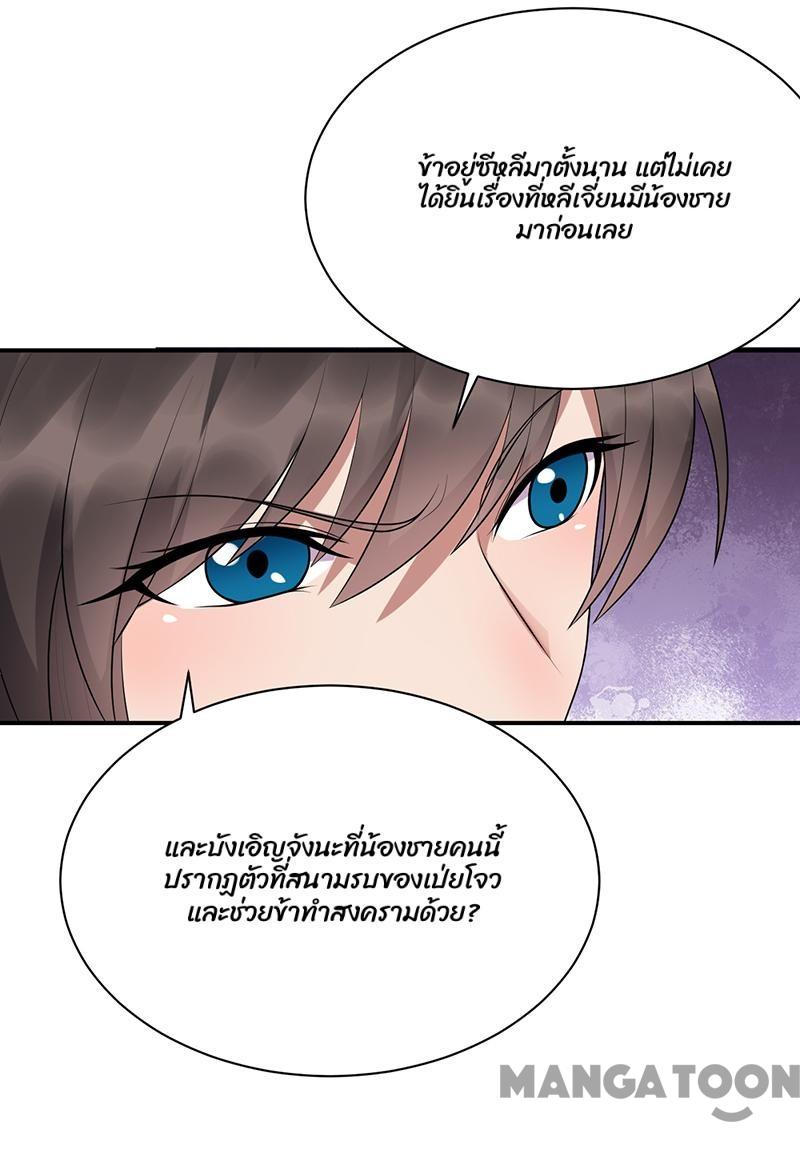 ข้าอยู่ซีหลีมาตั้งนาน แต่ไม่เคย
ได้ยินเรื่องที่หลีเจี่ยนมีน้องชาย
มาก่อนเลย
และบังเอิญจังนะที่น้องชายคนนี้
ปรากฏตัวที่สนามรบของเป่ยโจว
และช่วยข้าทำสงครามด้วย?
MANGATOON